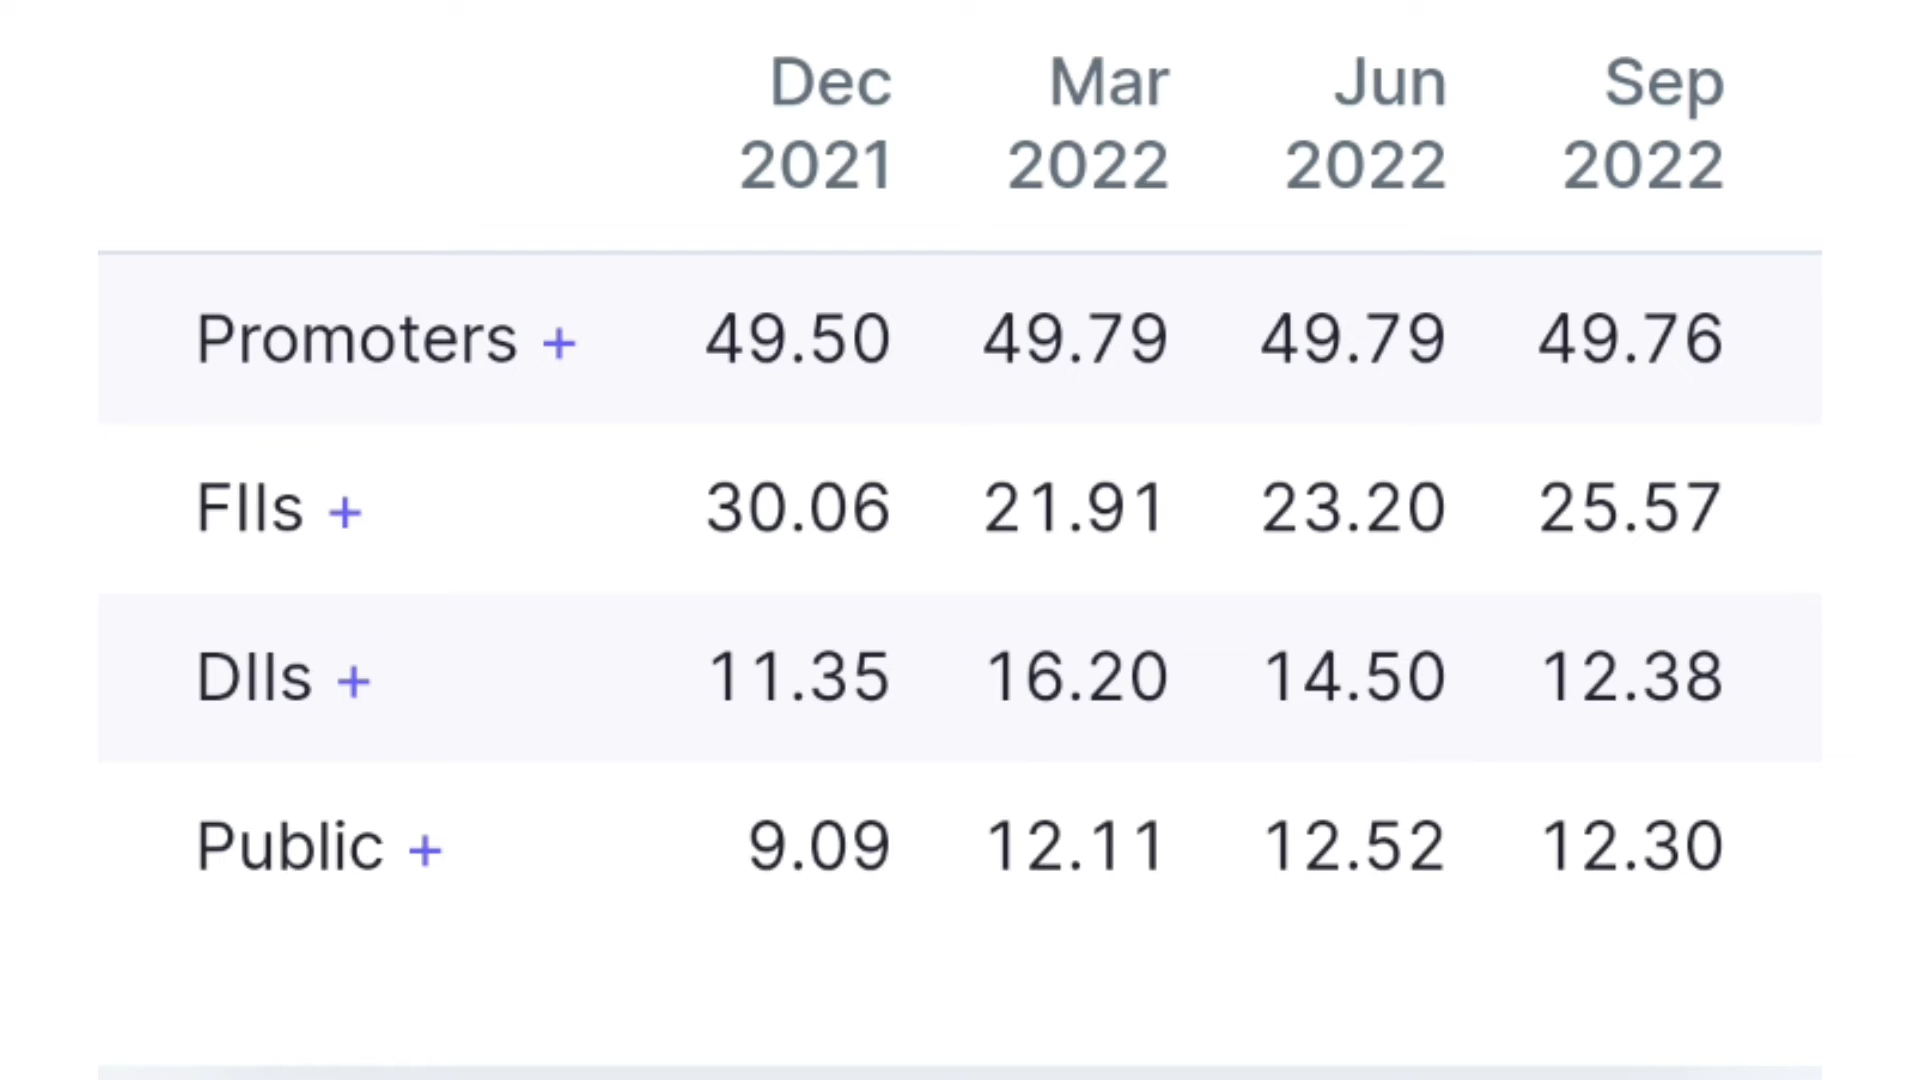 Dec Mar Jun Sep
2021 2022 2022 2022
Promoters + 49.50 49.79 49.79 49.76
FIIs + 30.06 21.91 23.20 25.57
DIIs + 11.35 16.20 14.50 12.38
Public + 9.09 12.11 12.52 12.30